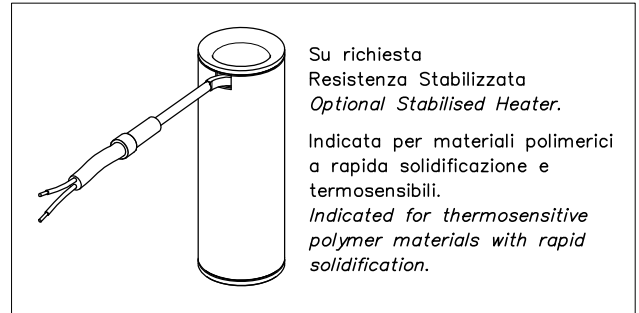 Su richiesta
Resistenza Stabilizzata
Optional Stabilised Heater.
Indicata per materiali polimerici
a rapida solidificazione e
termosensibili.
Indicated for thermosensitive
polymer materials with rapid
solidification.